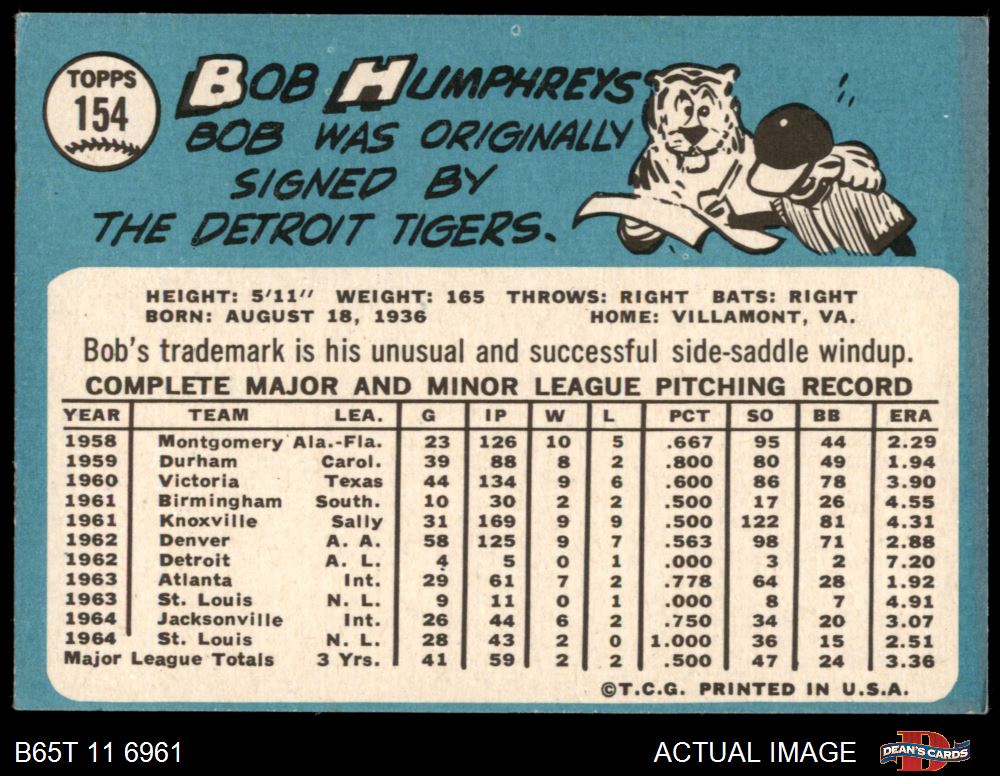 TOPPS
154
BOB HUMPHREYS
BOB WAS ORIGINALLY
SIGNED BY
THE DETROIT TIGERS.
HEIGHT: 5'11" WEIGHT: 165 THROWS: RIGHT BATS: RIGHT
BORN: AUGUST 18, 1936 HOME: VILLAMONT, VA.
Bob's trademark is his unusual and successful side-saddle windup.
COMPLETE MAJOR AND MINOR LEAGUE PITCHING RECORD
YEAR TEAM LEA. G IP W L PCT SO BB ERA
1958 Montgomery Ala.-Fla. 23 126 10 5 .667 95 44 2.29
1959 Durham Carol. 39 88 8 2 .800 80 49 1.94
1960 Victoria Texas 44 134 9 6 .600 86 78 3.90
1961 Birmingham South. 10 30 2 2 .500 17 26 4.55
1961 Knoxville Sally 31 169 9 9 .500 122 81 4.31
1962 Denver A. A. 58 125 9 7 .563 98 71 2.88
1962 Detroit A. L. 4 5 0 1 .000 3 2 7.20
1963 Atlanta Int. 29 61 7 2 .778 64 28 1.92
1963 St. Louis N. L. 9 11 0 1 .000 8 7 4.91
1964 Jacksonville Int. 26 44 6 2 .750 34 20 3.07
1964 St. Louis N. L. 28 43 2 0 1.000 36 15 2.51
Major League Totals 3 Yrs. 41 59 2 2 .500 47 24 3.36
©T.C.G. PRINTED IN U.S.A.
B65T 11 6961 ACTUAL IMAGE DEAN'S CARDS